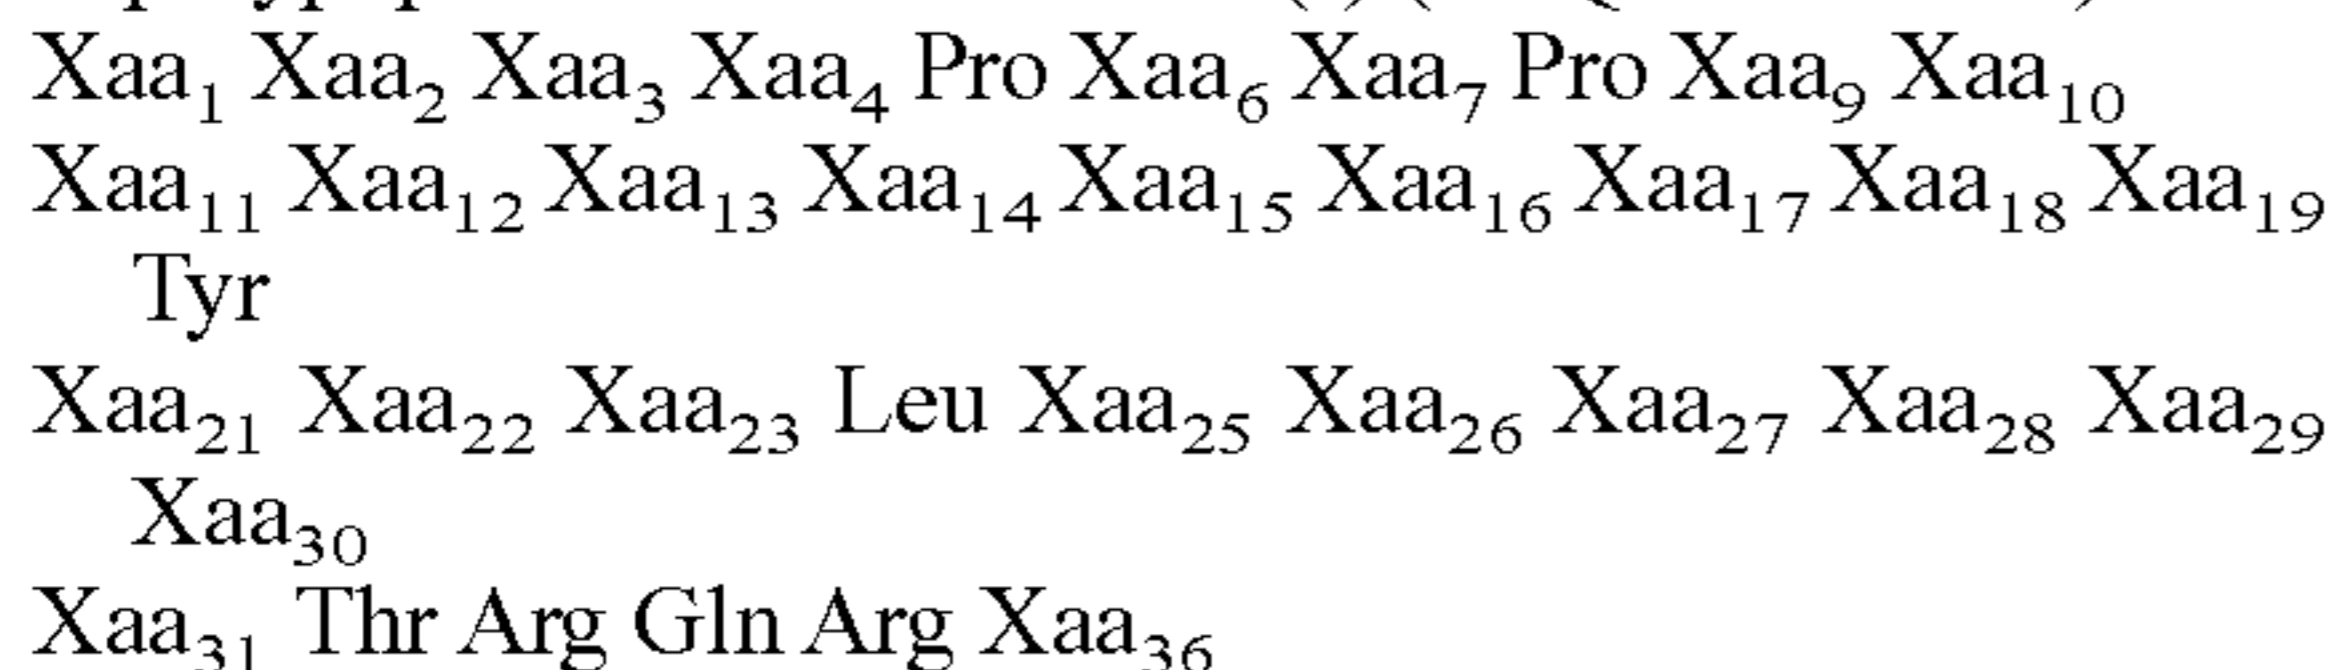 Xaa₁ Xaa₂ Xaa₃ Xaa₄ Pro Xaa₆ Xaa₇ Pro Xaa₉ Xaa₁₀
Xaa₁₁ Xaa₁₂ Xaa₁₃ Xaa₁₄ Xaa₁₅ Xaa₁₆ Xaa₁₇ Xaa₁₈ Xaa₁₉
Tyr
Xaa₂₁ Xaa₂₂ Xaa₂₃ Leu Xaa₂₅ Xaa₂₆ Xaa₂₇ Xaa₂₈ Xaa₂₉
Xaa₃₀
Xaa₃₁ Thr Arg Gln Arg Xaa₃₆